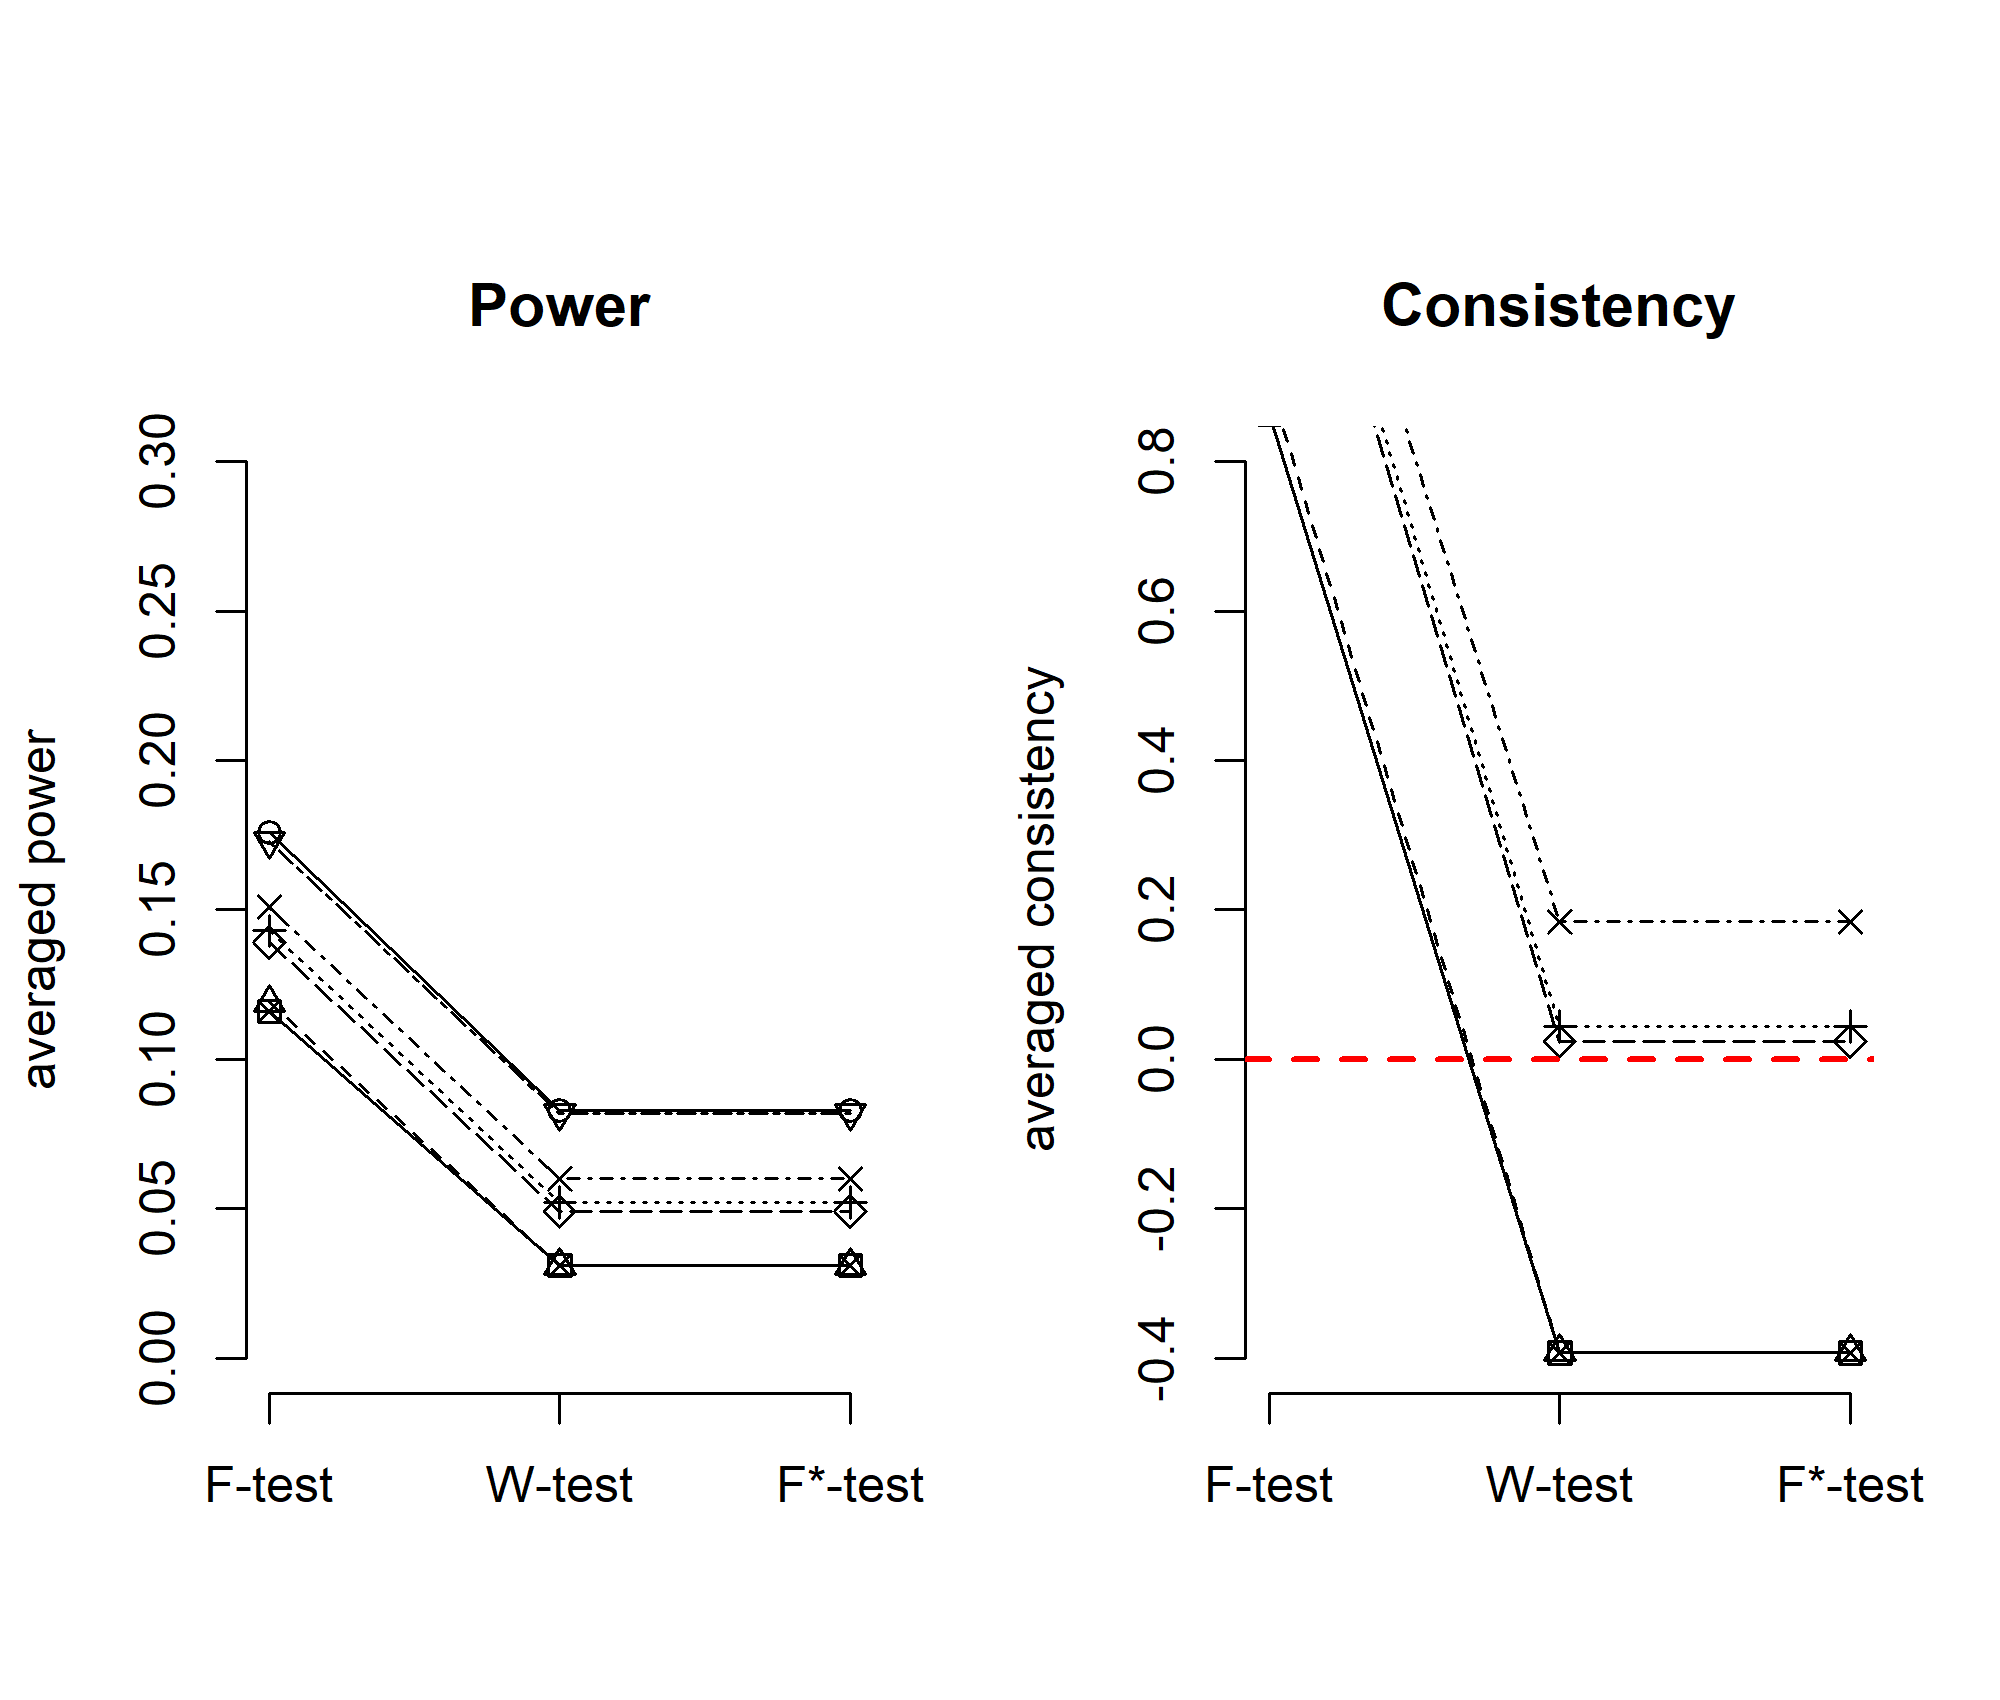 Power
averaged power
0.30
0.25
0.20
0.15
0.10
0.05
0.00
F-test W-test F*-test
Consistency
averaged consistency
0.8
0.6
0.4
0.2
0.0
-0.2
-0.4
F-test W-test F*-test